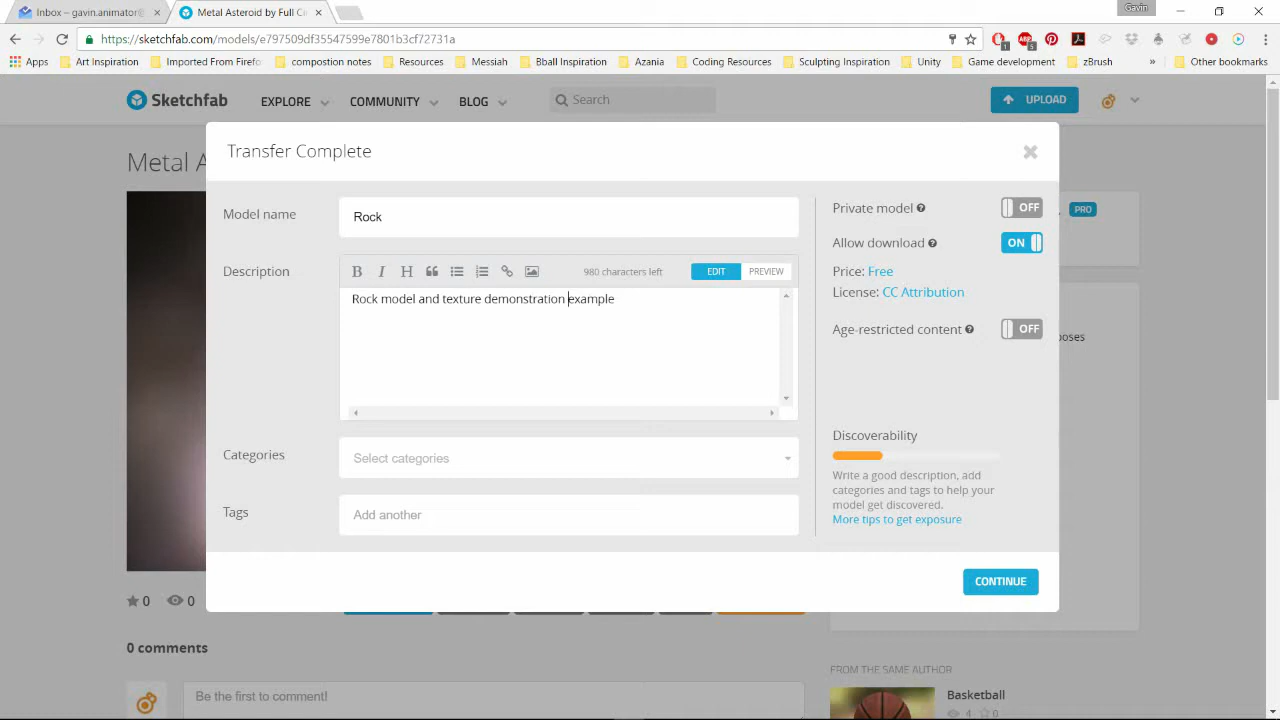 Inbox – gavin.animator@
Metal Asteroid by Full Ci
Gavin
https://sketchfab.com/models/e797509df35547599e7801b3cf72731a
Apps
Art Inspiration
Imported From Firefo
compostion notes
Resources
Messiah
Bball Inspiration
Azania
Coding Resources
Sculpting Inspiration
Unity
Game development
zBrush
»
Other bookmarks
Sketchfab
EXPLORE
COMMUNITY
BLOG
Search
UPLOAD
Metal A
Transfer Complete
Model name
Rock
Description
980 characters left
EDIT
PREVIEW
Rock model and texture demonstration example
Categories
Select categories
Tags
Add another
Private model
OFF
Allow download
ON
Price: Free
License: CC Attribution
Age-restricted content
OFF
Discoverability
Write a good description, add
categories and tags to help your
model get discovered.
More tips to get exposure
CONTINUE
PRO
poses
0
0
0 comments
Be the first to comment!
FROM THE SAME AUTHOR
Basketball
4
0